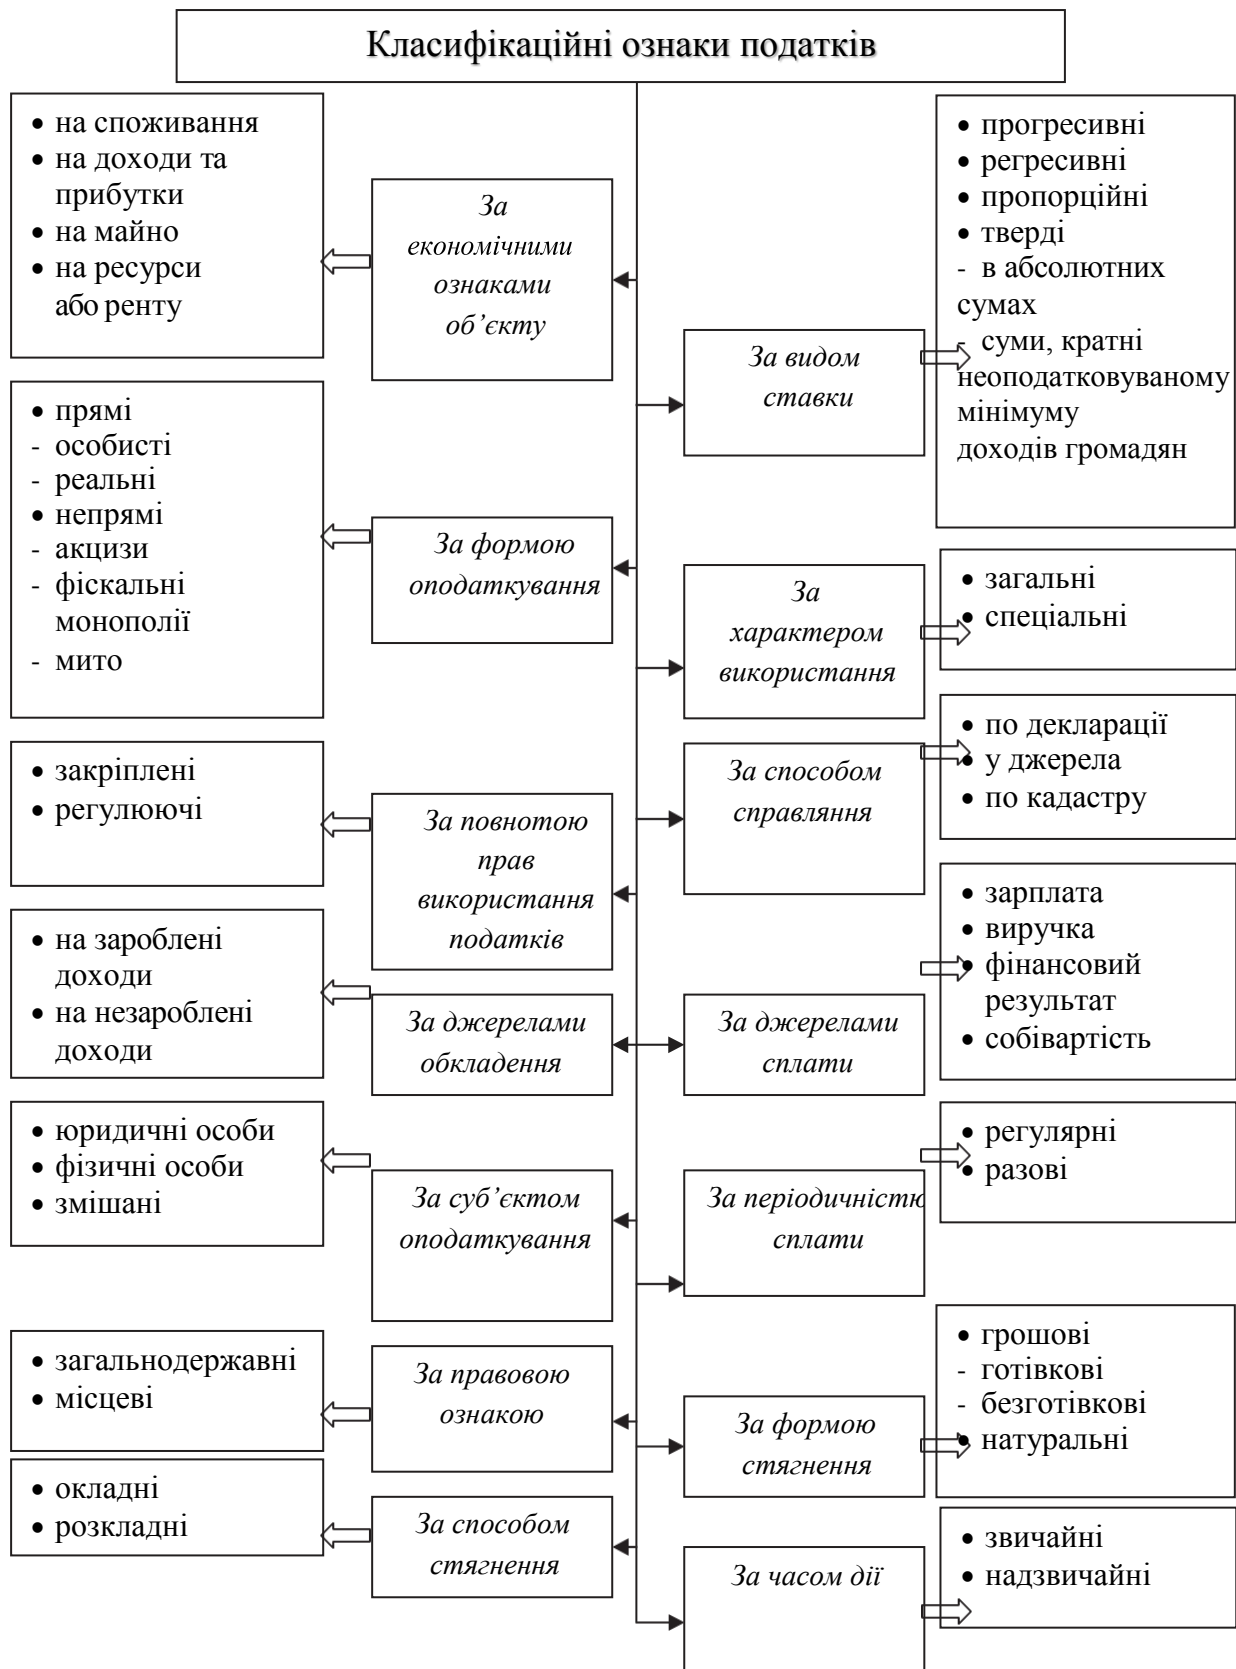 Класифікаційні ознаки податків
• на споживання
• на доходи та
прибутки
• на майно
• на ресурси
або ренту
За
економічними
ознаками
об’єкту
• прогресивні
• регресивні
• пропорційні
• тверді
- в абсолютних
сумах
- суми, кратні
неоподатковуваному
мінімуму
доходів громадян
За видом
ставки
• прямі
- особисті
- реальні
• непрямі
- акцизи
- фіскальні
монополії
- мито
За формою
оподаткування
За
характером
використання
• загальні
• спеціальні
• закріплені
• регулюючі
За повнотою
прав
використання
податків
За способом
справляння
• по декларації
• у джерела
• по кадастру
• на зароблені
доходи
• на незароблені
доходи
За джерелами
обкладення
За джерелами
сплати
• зарплата
• виручка
• фінансовий
результат
• собівартість
• юридичні особи
• фізичні особи
• змішані
За суб’єктом
оподаткування
За періодичністю
сплати
• регулярні
• разові
• загальнодержавні
• місцеві
За правовою
ознакою
За формою
стягнення
• грошові
- готівкові
- безготівкові
• натуральні
• окладні
• розкладні
За способом
стягнення
За часом дії
• звичайні
• надзвичайні